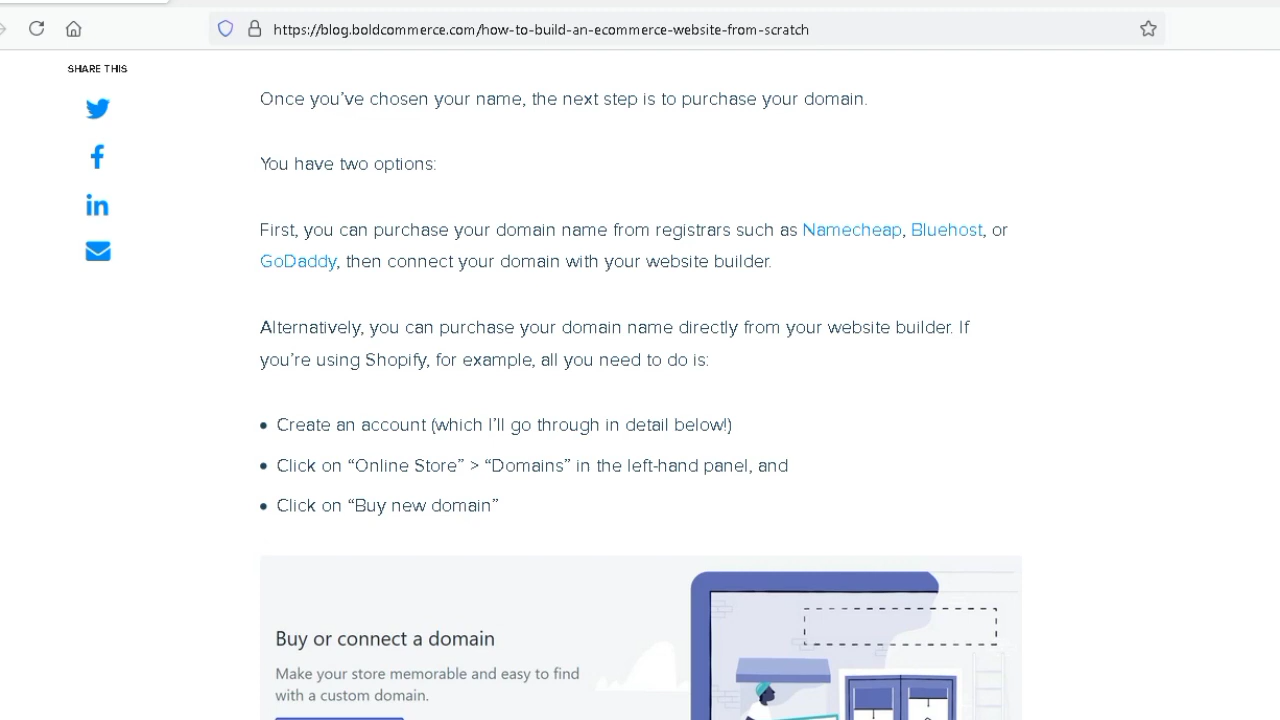 https://blog.boldcommerce.com/how-to-build-an-ecommerce-website-from-scratch
SHARE THIS
Once you've chosen your name, the next step is to purchase your domain.
You have two options:
First, you can purchase your domain name from registrars such as Namecheap, Bluehost, or
GoDaddy, then connect your domain with your website builder.
Alternatively, you can purchase your domain name directly from your website builder. If
you're using Shopify, for example, all you need to do is:
• Create an account (which I'll go through in detail below!)
• Click on “Online Store” > “Domains” in the left-hand panel, and
• Click on “Buy new domain”
Buy or connect a domain
Make your store memorable and easy to find
with a custom domain.